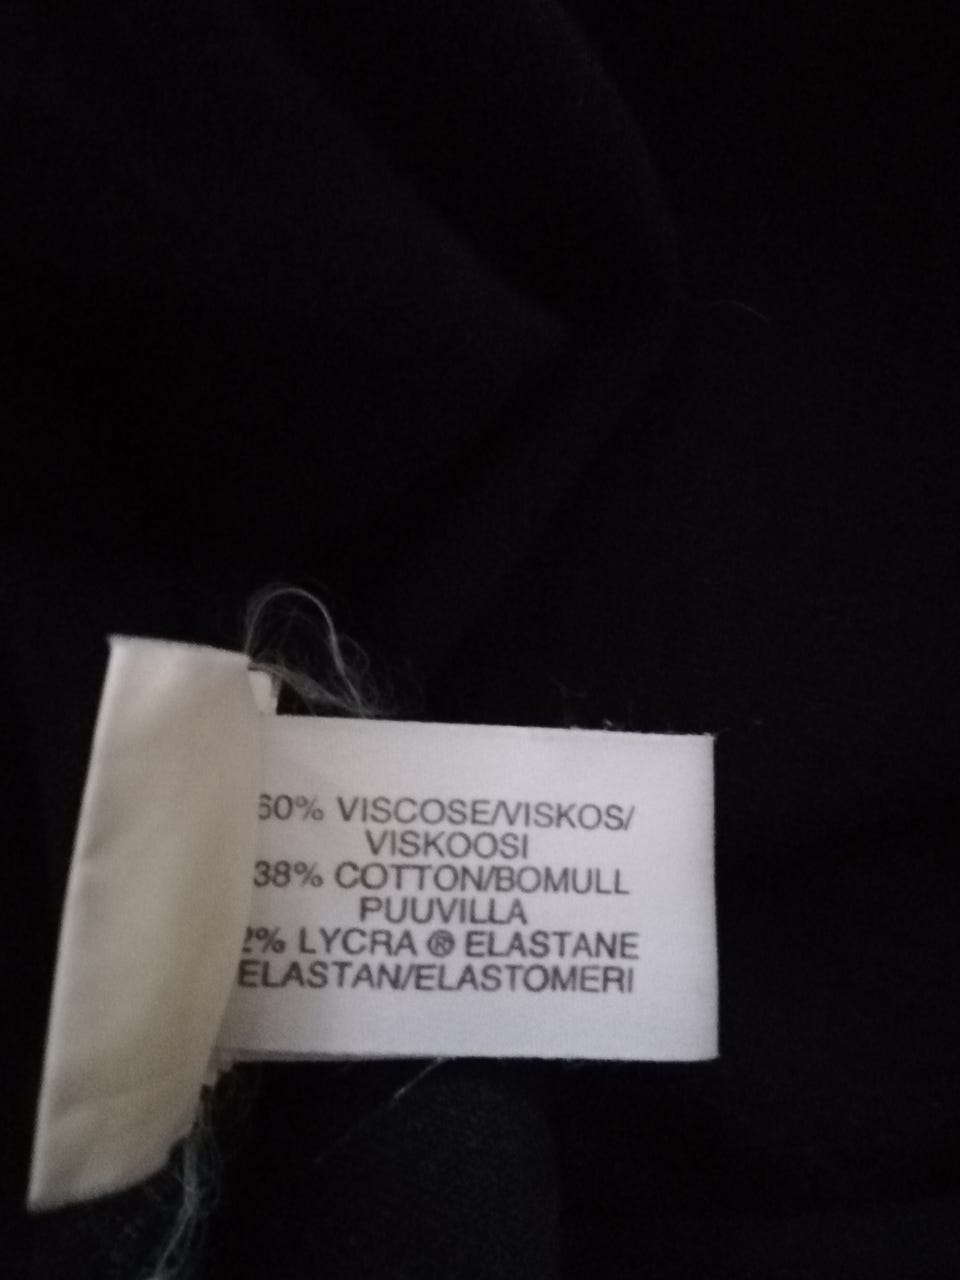 60% VISCOSE/VISKOS/
VISKOOSI
38% COTTON/BOMULL
PUUVILLA
2% LYCRA ® ELASTANE
ELASTAN/ELASTOMERI